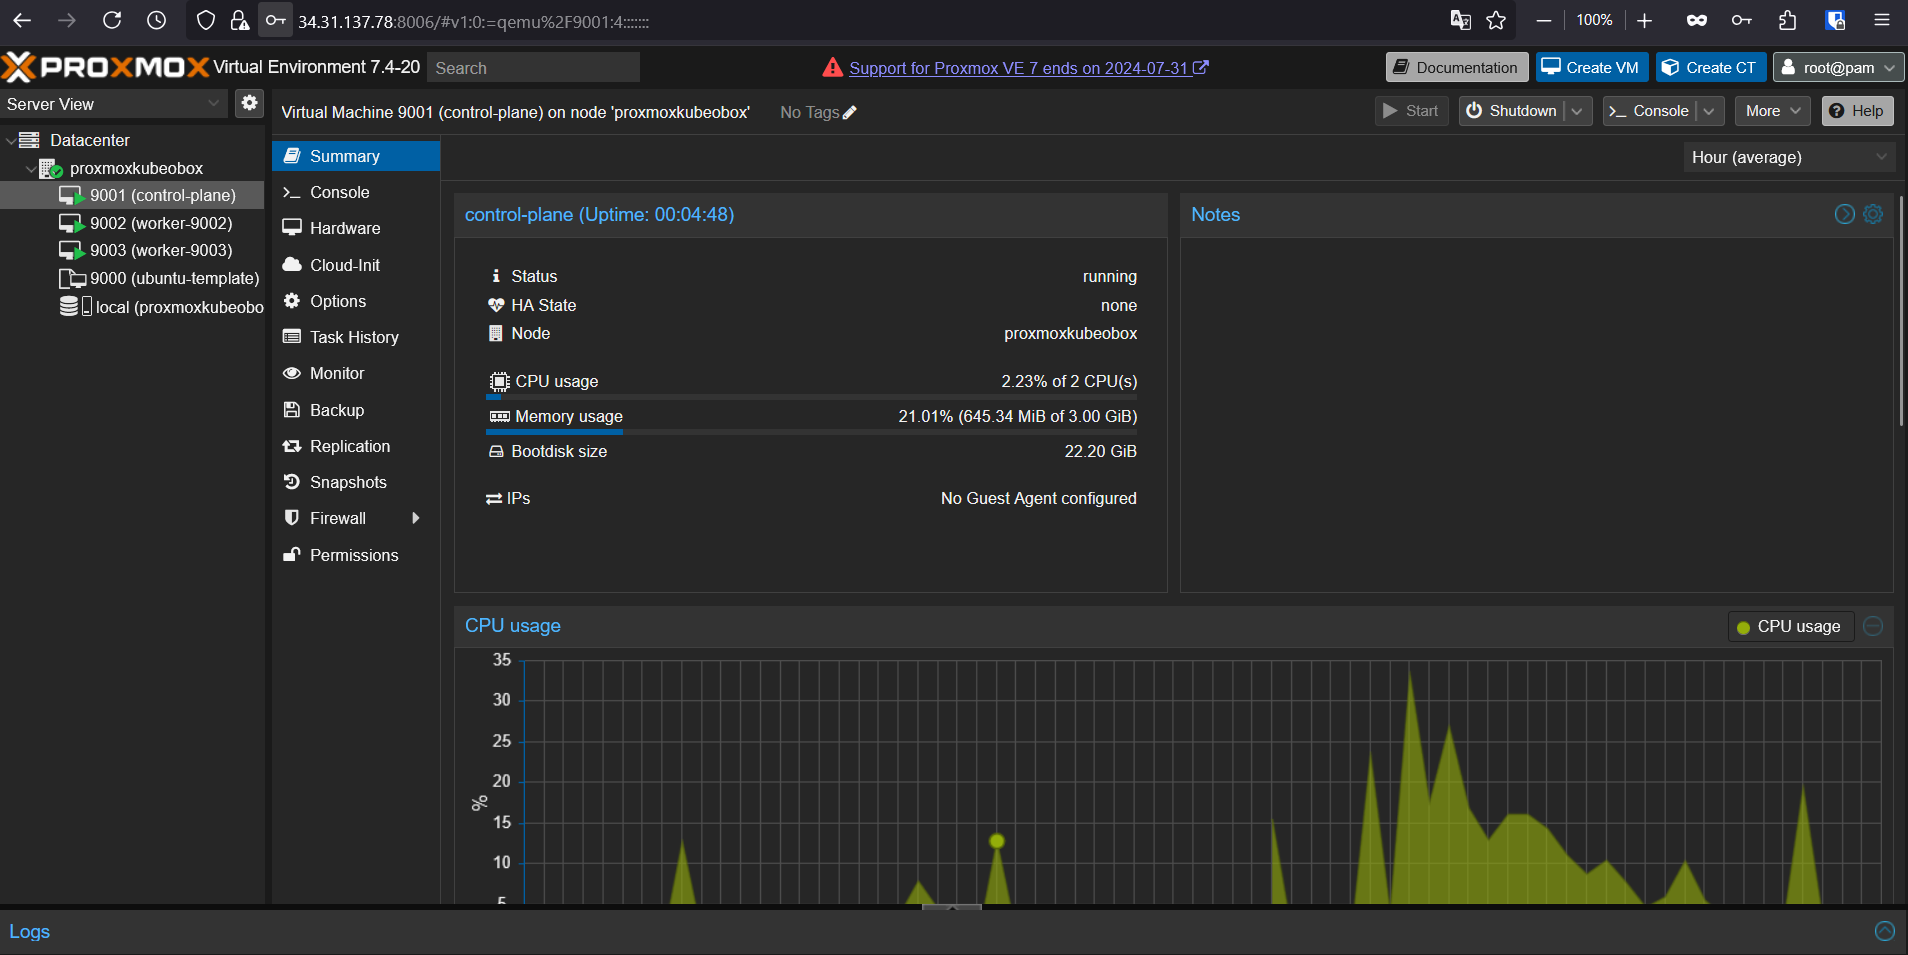 34.31.137.78:8006/#v1:0:=qemu%2F9001:4:::::::
100%
PROXMOX Virtual Environment 7.4-20
Search
Support for Proxmox VE 7 ends on 2024-07-31
Documentation
Create VM
Create CT
root@pam
Server View
Virtual Machine 9001 (control-plane) on node 'proxmoxkubeobox'
No Tags
Start
Shutdown
Console
More
Help
Datacenter
proxmoxkubeobox
9001 (control-plane)
9002 (worker-9002)
9003 (worker-9003)
9000 (ubuntu-template)
local (proxmoxkubeobo
Summary
Console
Hardware
Cloud-Init
Options
Task History
Monitor
Backup
Replication
Snapshots
Firewall
Permissions
Hour (average)
control-plane (Uptime: 00:04:48)
Status running
HA State none
Node proxmoxkubeobox
CPU usage 2.23% of 2 CPU(s)
Memory usage 21.01% (645.34 MiB of 3.00 GiB)
Bootdisk size 22.20 GiB
IPs No Guest Agent configured
Notes
CPU usage
CPU usage
35
30
25
20
15
10
5
%
Logs